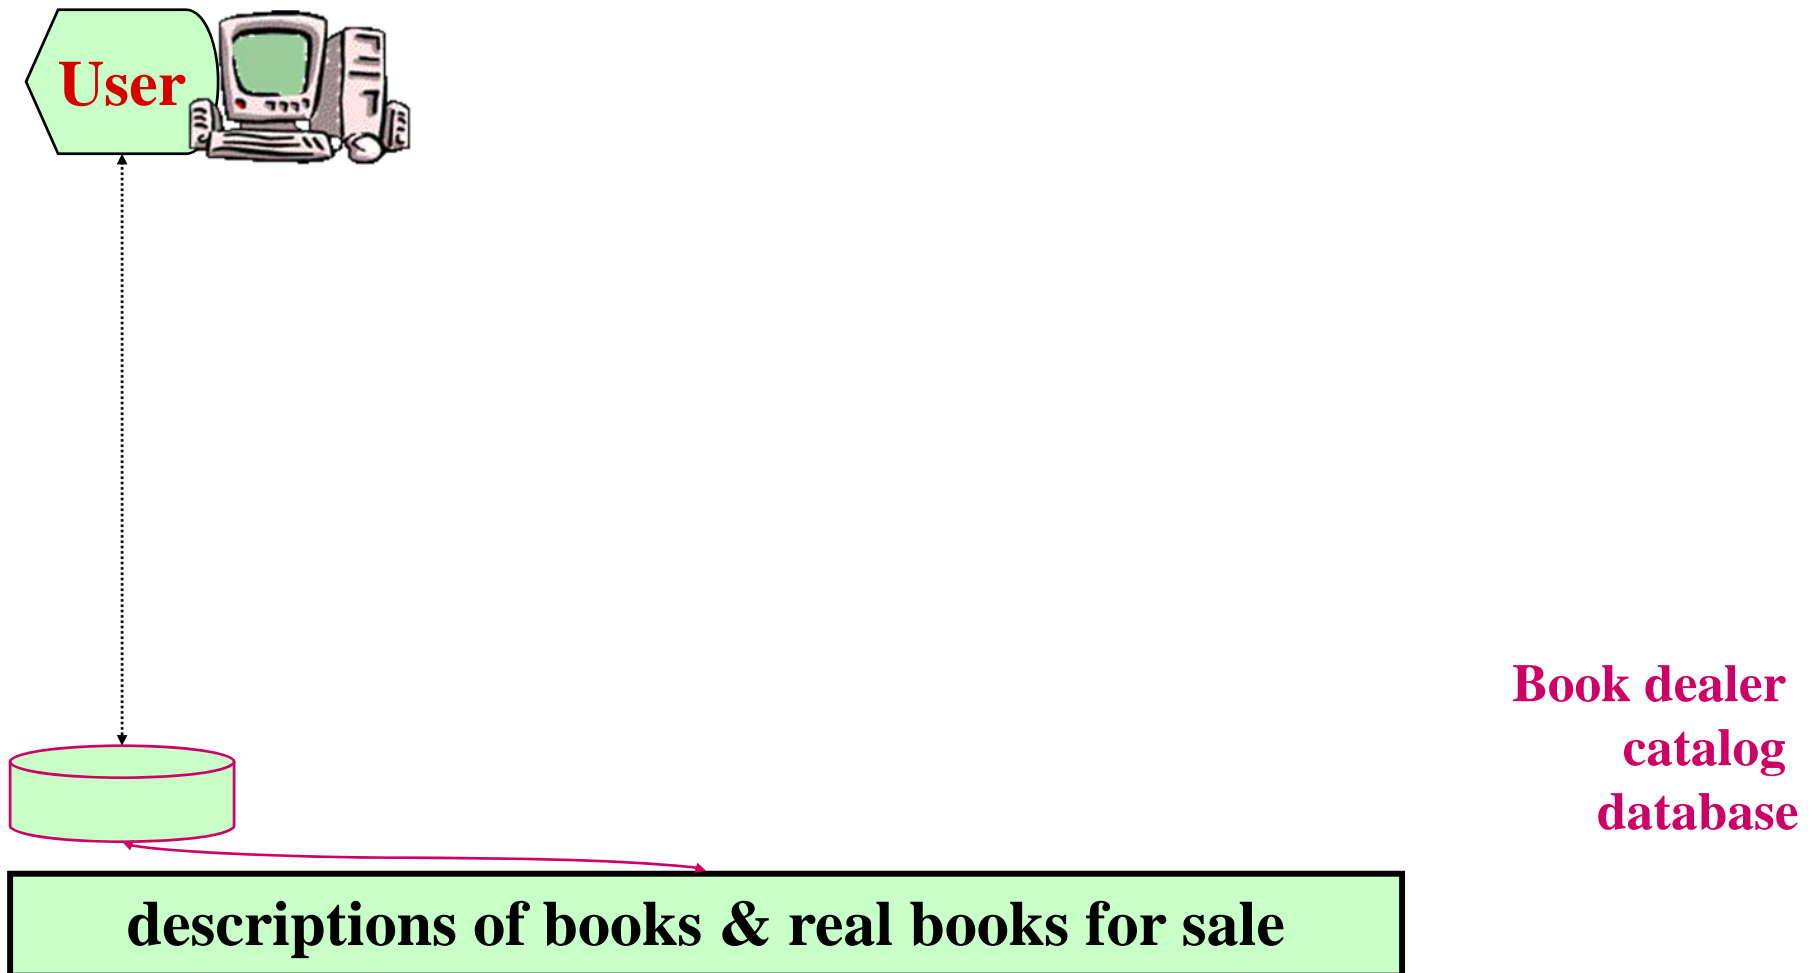 User
Book dealer
catalog
database
descriptions of books & real books for sale